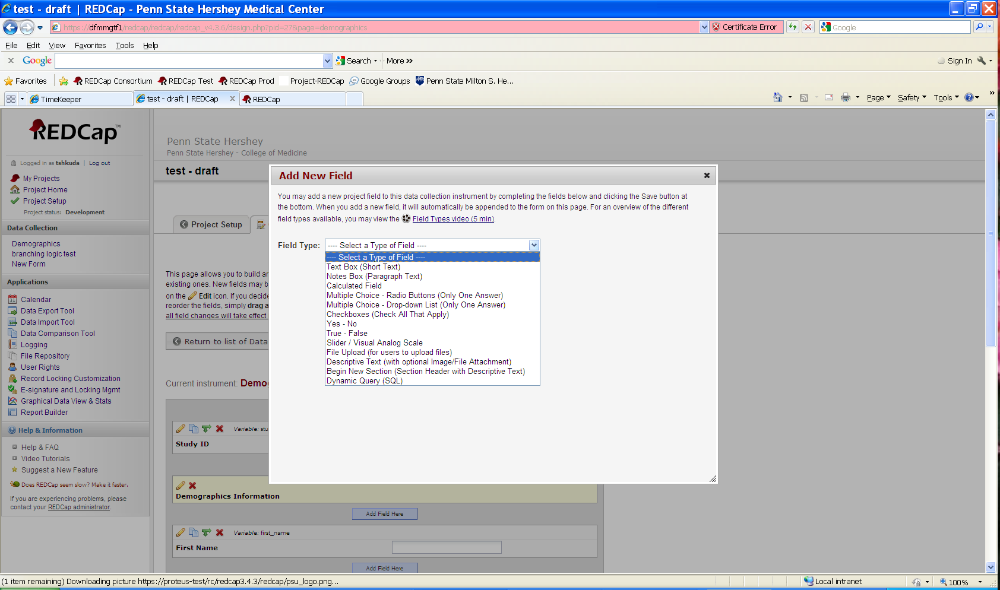 test - draft | REDCap - Penn State Hershey Medical Center
https://dfmmgtf1/redcap/redcap/redcap_v4.3.6/design.php?pid=27&page=demographics
Certificate Error
Google
File Edit View Favorites Tools Help
x Google
Search
More »
Sign In
Favorites
REDCap Consortium
REDCap Test
REDCap Prod
Project-REDCap
Google Groups
Penn State Milton S. He...
TimeKeeper
test - draft | REDCap
REDCap
Page
Safety
Tools
REDCap™
Logged in as tshkuda | Log out
My Projects
Project Home
Project Setup
Project status: Development
Data Collection
Demographics
branching logic test
New Form
Applications
Calendar
Data Export Tool
Data Import Tool
Data Comparison Tool
Logging
File Repository
User Rights
Record Locking Customization
E-signature and Locking Mgmt
Graphical Data View & Stats
Report Builder
Help & Information
Help & FAQ
Video Tutorials
Suggest a New Feature
Does REDCap seem slow? Make it faster.
If you are experiencing problems, please
contact your REDCap administrator.
Penn State Hershey
Penn State Hershey - College of Medicine
test - draft
Project Setup
This page allows you to build an
existing ones. New fields may b
on the Edit icon. If you decide
reorder the fields, simply drag a
all field changes will take effect
Return to list of Data
Current instrument: Demo
Variable: stu
Study ID
Demographics Information
Add Field Here
Variable: first_name
First Name
Add Field Here
Add New Field
You may add a new project field to this data collection instrument by completing the fields below and clicking the Save button at
the bottom. When you add a new field, it will automatically be appended to the form on this page. For an overview of the different
field types available, you may view the Field Types video (5 min).
Field Type: ---- Select a Type of Field ----
---- Select a Type of Field ----
Text Box (Short Text)
Notes Box (Paragraph Text)
Calculated Field
Multiple Choice - Radio Buttons (Only One Answer)
Multiple Choice - Drop-down List (Only One Answer)
Checkboxes (Check All That Apply)
Yes - No
True - False
Slider / Visual Analog Scale
File Upload (for users to upload files)
Descriptive Text (with optional Image/File Attachment)
Begin New Section (Section Header with Descriptive Text)
Dynamic Query (SQL)
(1 item remaining) Downloading picture https://proteus-test/rc/redcap3.4.3/redcap/psu_logo.png...
Local intranet
100%